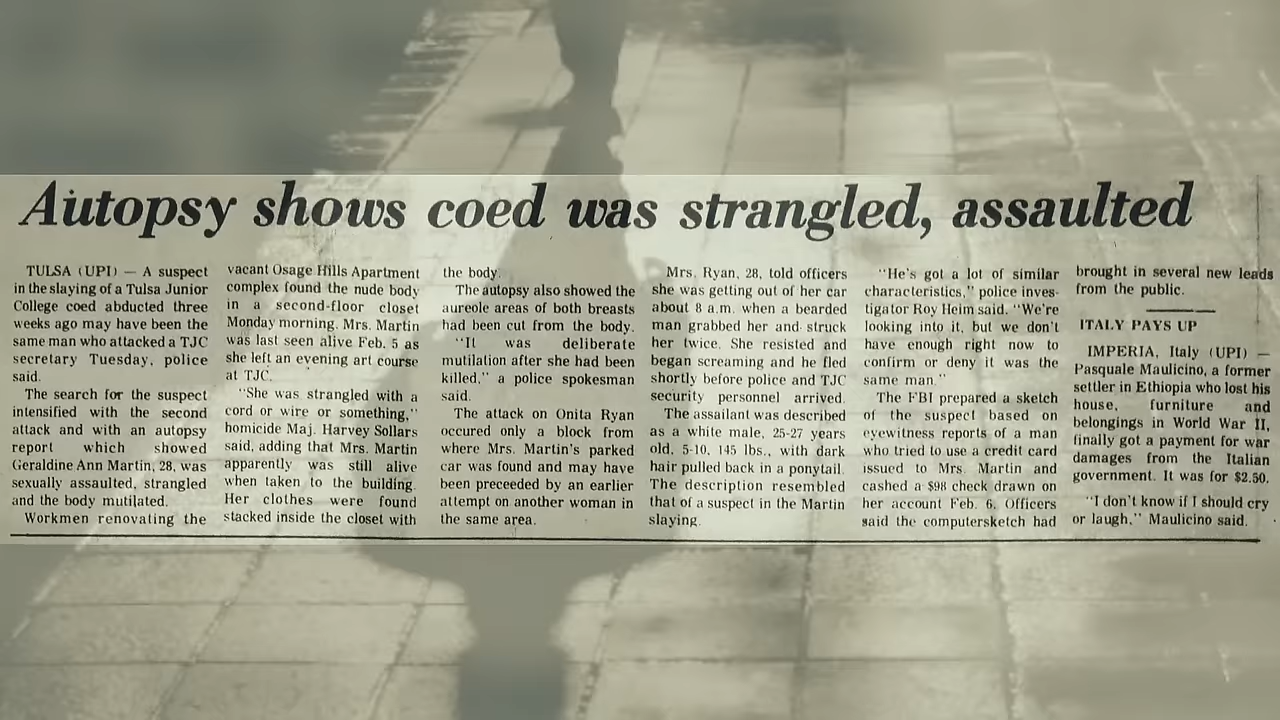 Autopsy shows coed was strangled, assaulted
TULSA (UPI) — A suspect
in the slaying of a Tulsa Junior
College coed abducted three
weeks ago may have been the
same man who attacked a TJC
secretary Tuesday, police
said.
The search for the suspect
intensified with the second
attack and with an autopsy
report which showed
Geraldine Ann Martin, 28, was
sexually assaulted, strangled
and the body mutilated.
Workmen renovating the
vacant Osage Hills Apartment
complex found the nude body
in a second-floor closet
Monday morning. Mrs. Martin
was last seen alive Feb. 5 as
she left an evening art course
at TJC.
"She was strangled with a
cord or wire or something,"
homicide Maj. Harvey Sollars
said, adding that Mrs. Martin
apparently was still alive
when taken to the building.
Her clothes were found
stacked inside the closet with
the body.
The autopsy also showed the
aureole areas of both breasts
had been cut from the body.
"It was deliberate
mutilation after she had been
killed," a police spokesman
said.
The attack on Onita Ryan
occured only a block from
where Mrs. Martin's parked
car was found and may have
been preceeded by an earlier
attempt on another woman in
the same area.
Mrs. Ryan, 28, told officers
she was getting out of her car
about 8 a.m. when a bearded
man grabbed her and struck
her twice. She resisted and
began screaming and he fled
shortly before police and TJC
security personnel arrived.
The assailant was described
as a white male, 25-27 years
old, 5-10, 145 lbs., with dark
hair pulled back in a ponytail.
The description resembled
that of a suspect in the Martin
slaying.
"He's got a lot of similar
characteristics," police inves-
tigator Roy Heim said. "We're
looking into it, but we don't
have enough right now to
confirm or deny it was the
same man."
The FBI prepared a sketch
of the suspect based on
eyewitness reports of a man
who tried to use a credit card
issued to Mrs. Martin and
cashed a $98 check drawn on
her account Feb. 6. Officers
said the computersketch had
brought in several new leads
from the public.
ITALY PAYS UP
IMPERIA, Italy (UPI) —
Pasquale Maulicino, a former
settler in Ethiopia who lost his
house, furniture and
belongings in World War II,
finally got a payment for war
damages from the Italian
government. It was for $2.50.
"I don't know if I should cry
or laugh," Maulicino said.